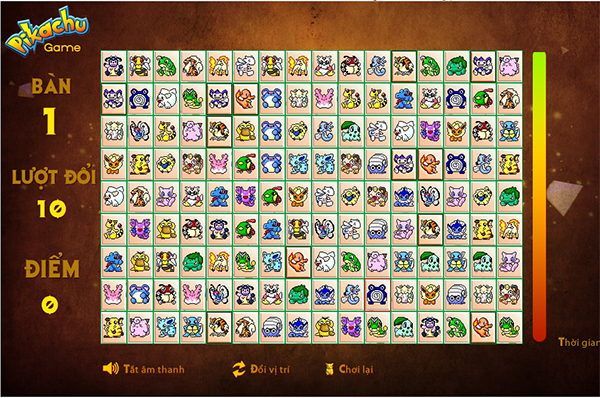 Pikachu
Game
BÀN
1
LƯỢT ĐỔI
10
ĐIỂM
0
Thời gian
Tắt âm thanh
Đổi vị trí
Chơi lại